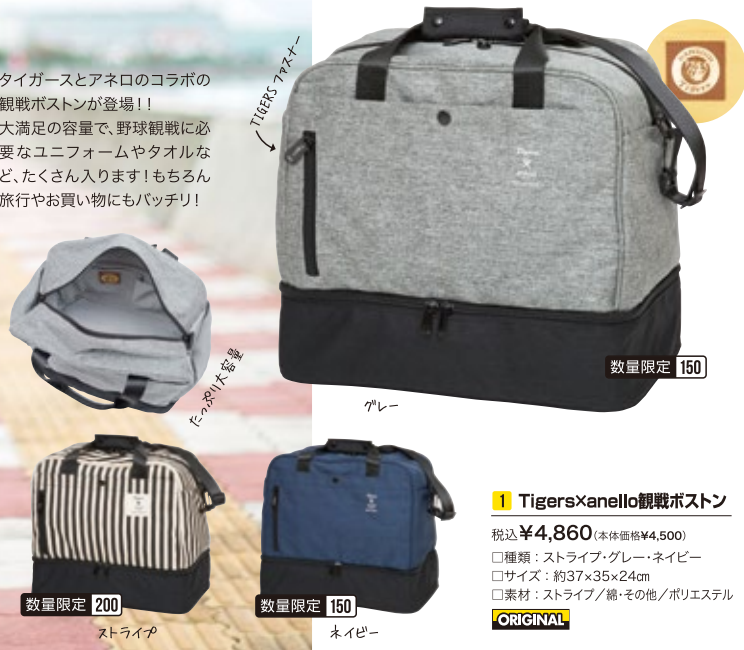 タイガースとアネロのコラボの
観戦ボストンが登場!!
大満足の容量で、野球観戦に必
要なユニフォームやタオルな
ど、たくさん入ります!もちろん
旅行やお買い物にもバッチリ!
TIGERS ファスナー
たっぷり大容量
数量限定 150
グレー
数量限定 200
ストライプ
数量限定 150
ネイビー
1 Tigers×anello観戦ボストン
税込¥4,860(本体価格¥4,500)
□種類:ストライプ・グレー・ネイビー
□サイズ:約37×35×24㎝
□素材:ストライプ/綿・その他/ポリエステル
ORIGINAL